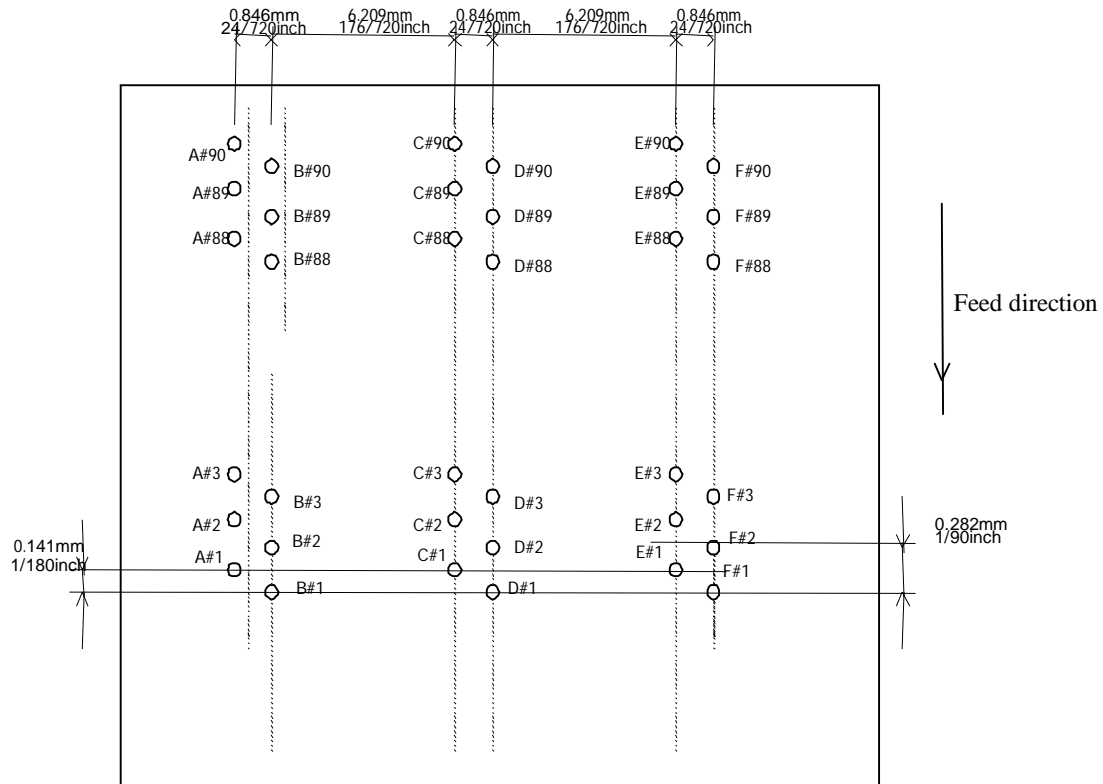 0.846mm 6.209mm 0.846mm 6.209mm 0.846mm
24/720inch 176/720inch 24/720inch 176/720inch 24/720inch
A#90 C#90 E#90
B#90 D#90 F#90
A#89 C#89 E#89
B#89 D#89 F#89
A#88 C#88 E#88
B#88 D#88 F#88
Feed direction
A#3 C#3 E#3
B#3 D#3 F#3
A#2 C#2 E#2
B#2 D#2 F#2
A#1 C#1 E#1
B#1 D#1 F#1
0.141mm
1/180inch
0.282mm
1/90inch